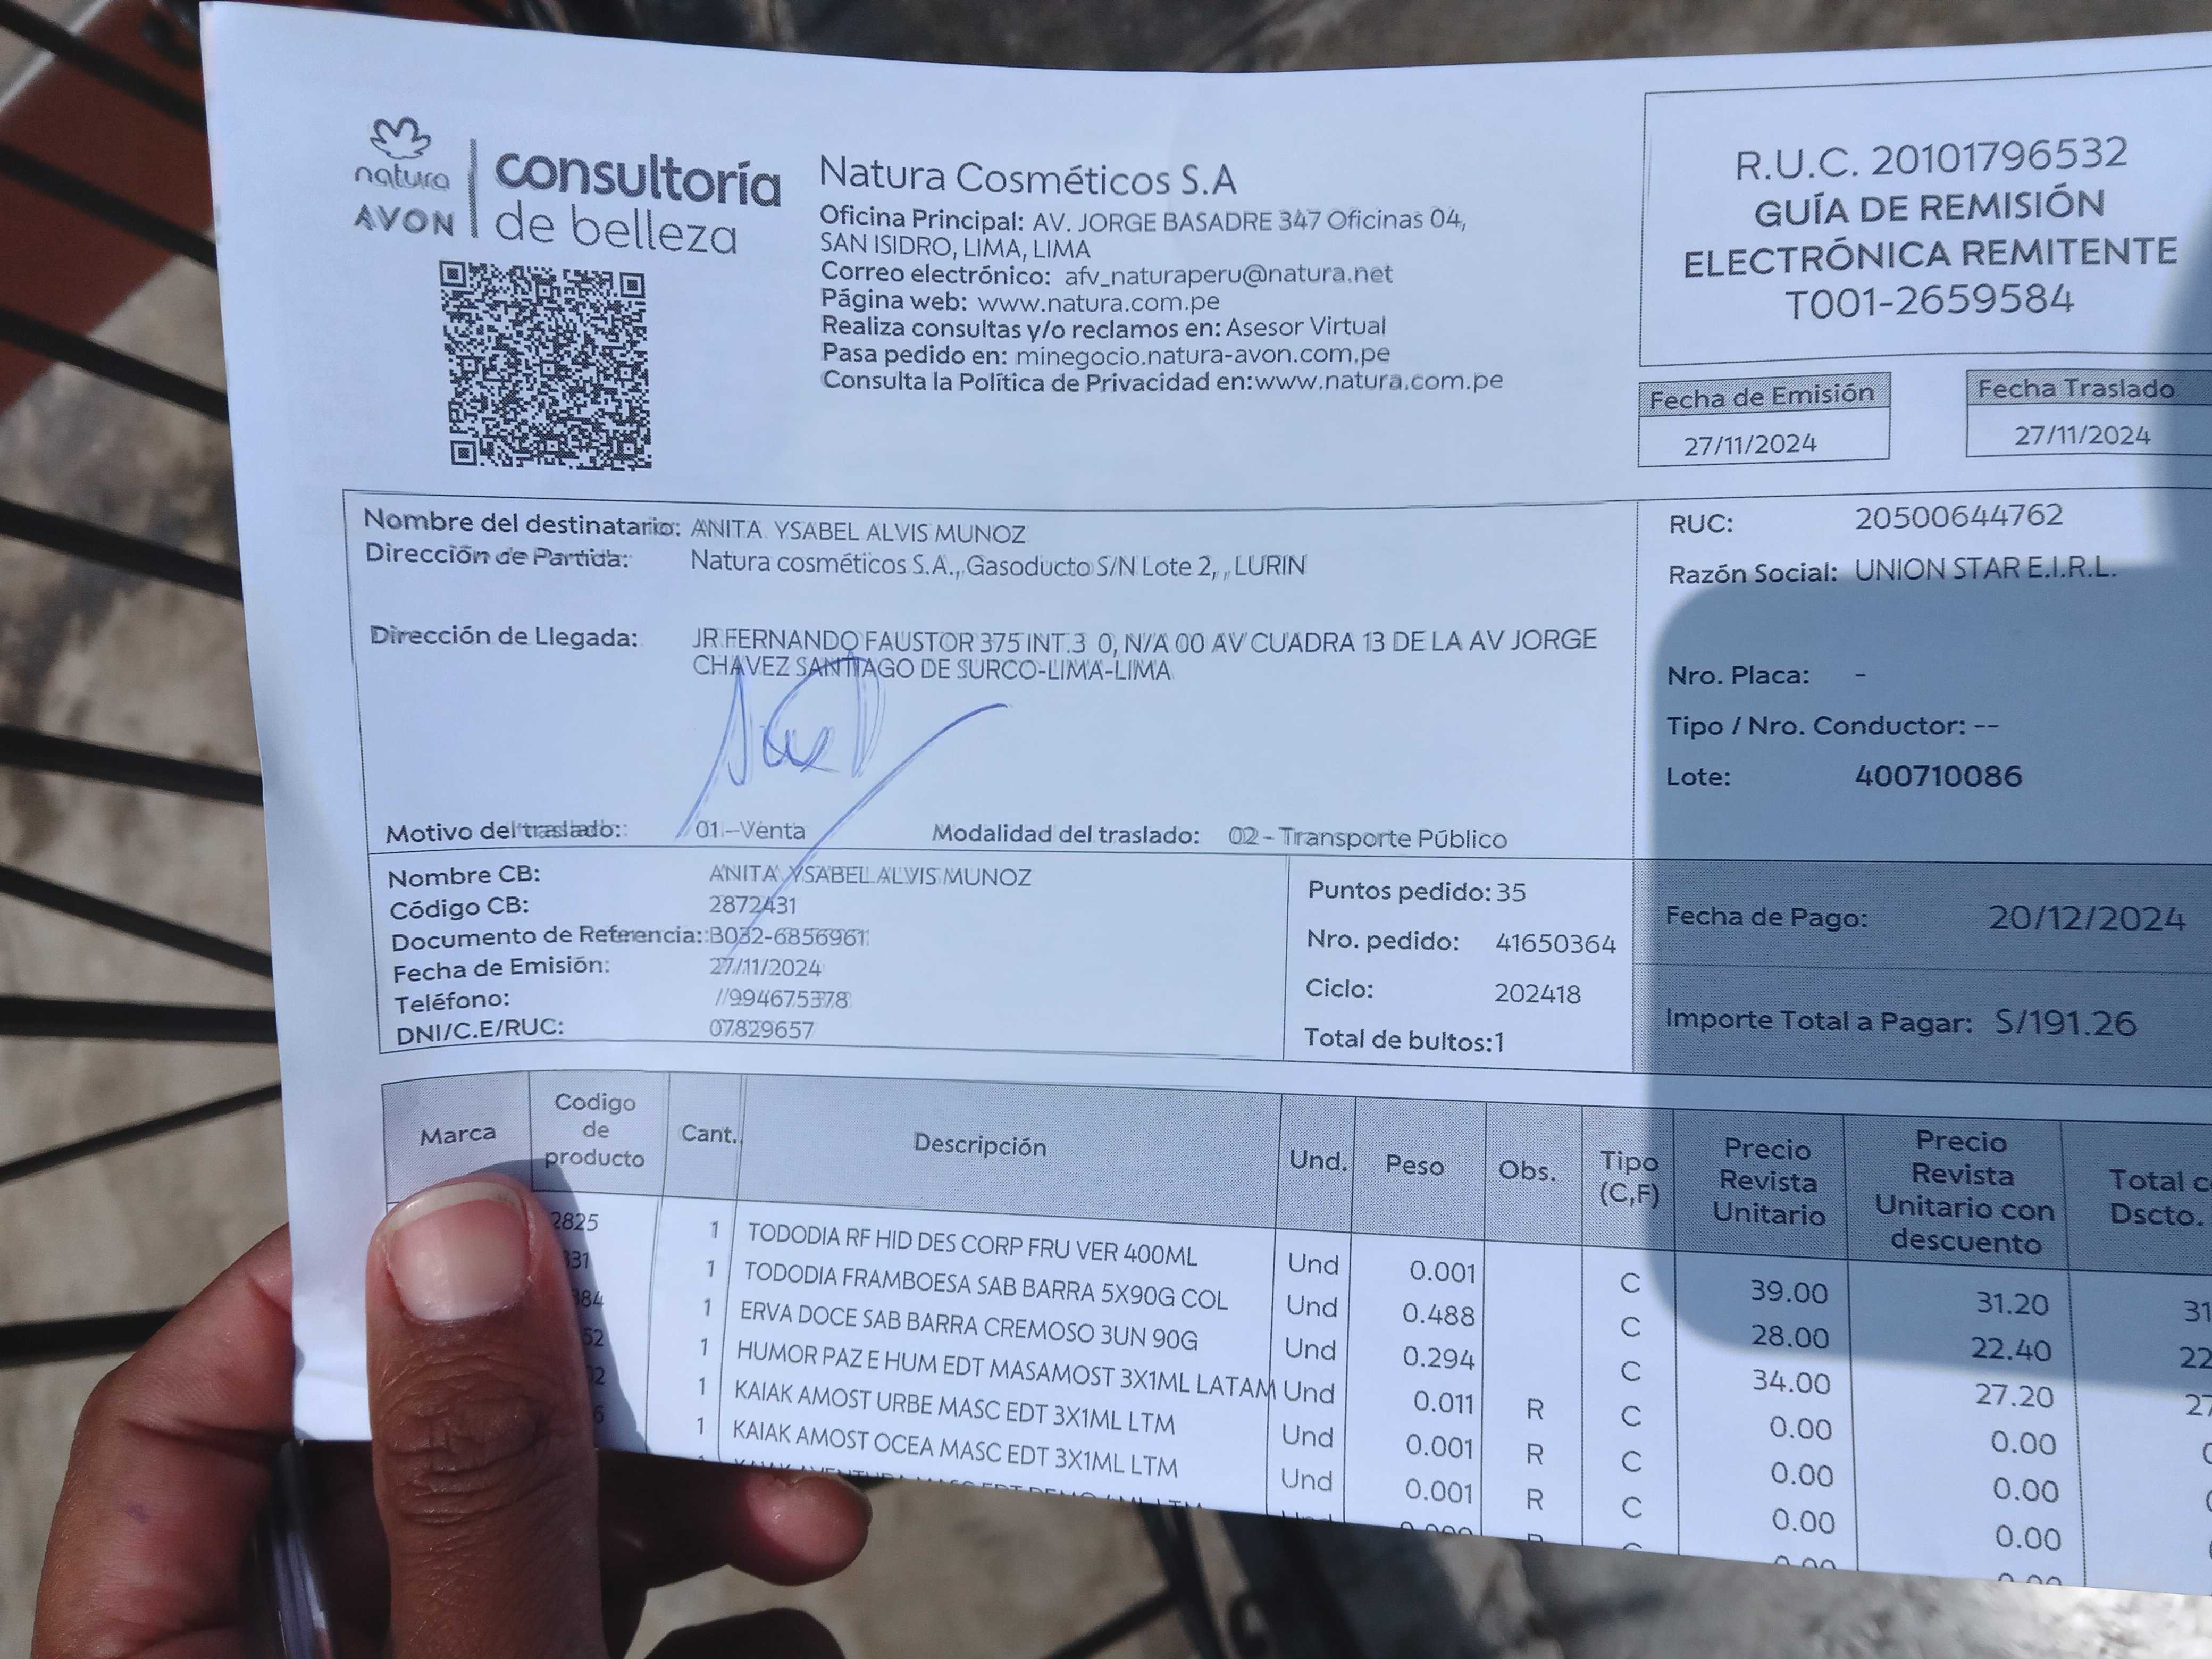 natura
AVON
consultoría
de belleza
Natura Cosméticos S.A
Oficina Principal: AV. JORGE BASADRE 347 Oficinas 04,
SAN ISIDRO, LIMA, LIMA
Correo electrónico: afv_naturaperu@natura.net
Página web: www.natura.com.pe
Realiza consultas y/o reclamos en: Asesor Virtual
Pasa pedido en: minegocio.natura-avon.com.pe
Consulta la Política de Privacidad en:www.natura.com.pe
R.U.C. 20101796532
GUÍA DE REMISIÓN
ELECTRÓNICA REMITENTE
T001-2659584
Fecha de Emisión
27/11/2024
Fecha Traslado
27/11/2024
Nombre del destinatario: ANITA YSABEL ALVIS MUNOZ
Dirección de Partida: Natura cosméticos S.A., Gasoducto S/N Lote 2, , LURIN
Dirección de Llegada: JR.FERNANDO FAUSTOR 375 INT.3 0, N/A 00 AV CUADRA 13 DE LA AV JORGE
CHAVEZ SANTIAGO DE SURCO-LIMA-LIMA
Motivo del traslado: 01 -Venta Modalidad del traslado: 02 - Transporte Público
RUC: 20500644762
Razón Social: UNION STAR E.I.R.L.
Nro. Placa: -
Tipo / Nro. Conductor: --
Lote: 400710086
Nombre CB: ANITA YSABEL ALVIS MUNOZ
Código CB: 2872431
Documento de Referencia: B032-6856961
Fecha de Emisión: 27/11/2024
Teléfono: //994675378
DNI/C.E/RUC: 07829657
Puntos pedido: 35
Nro. pedido: 41650364
Ciclo: 202418
Total de bultos:1
Fecha de Pago: 20/12/2024
Importe Total a Pagar: S/191.26
Marca Codigo de producto Cant. Descripción Und. Peso Obs. Tipo (C,F) Precio Revista Unitario Precio Revista Unitario con descuento Total Dscto.
2825 1 TODODIA RF HID DES CORP FRU VER 400ML Und 0.001 C 39.00 31.20 31
31 1 TODODIA FRAMBOESA SAB BARRA 5X90G COL Und 0.488 C 28.00 22.40 22
384 1 ERVA DOCE SAB BARRA CREMOSO 3UN 90G Und 0.294 C 34.00 27.20 27
52 1 HUMOR PAZ E HUM EDT MASAMOST 3X1ML LATAM Und 0.011 R C 0.00 0.00
02 1 KAIAK AMOST URBE MASC EDT 3X1ML LTM Und 0.001 R C 0.00 0.00
6 1 KAIAK AMOST OCEA MASC EDT 3X1ML LTM Und 0.001 R C 0.00 0.00